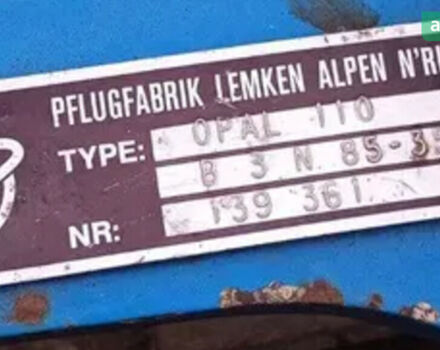 PFLUGFABRIK LEMKEN ALPEN
TYPE: OPAL 110
B 3 N 85-3
NR: 139 361